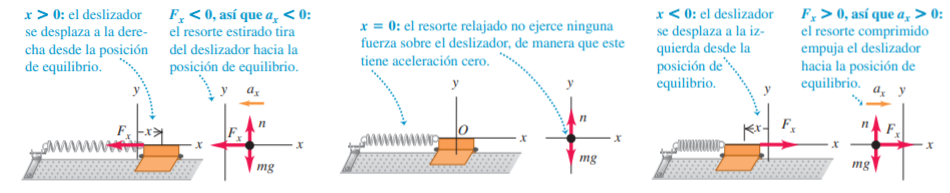 x > 0: el deslizador
se desplaza a la dere-
cha desde la posición
de equilibrio.
F_x < 0, así que a_x < 0:
el resorte estirado tira
del deslizador hacia la
posición de equilibrio.
y
F_x
x
x
y
a_x
n
F_x
x
mg
x = 0: el resorte relajado no ejerce ninguna
fuerza sobre el deslizador, de manera que este
tiene aceleración cero.
y
O
x
y
n
x
mg
x < 0: el deslizador
se desplaza a la iz-
quierda desde la
posición de
equilibrio.
F_x > 0, así que a_x > 0:
el resorte comprimido
empuja el deslizador
hacia la posición de
equilibrio.
y
x
F_x
x
a_x
y
n
F_x
x
mg